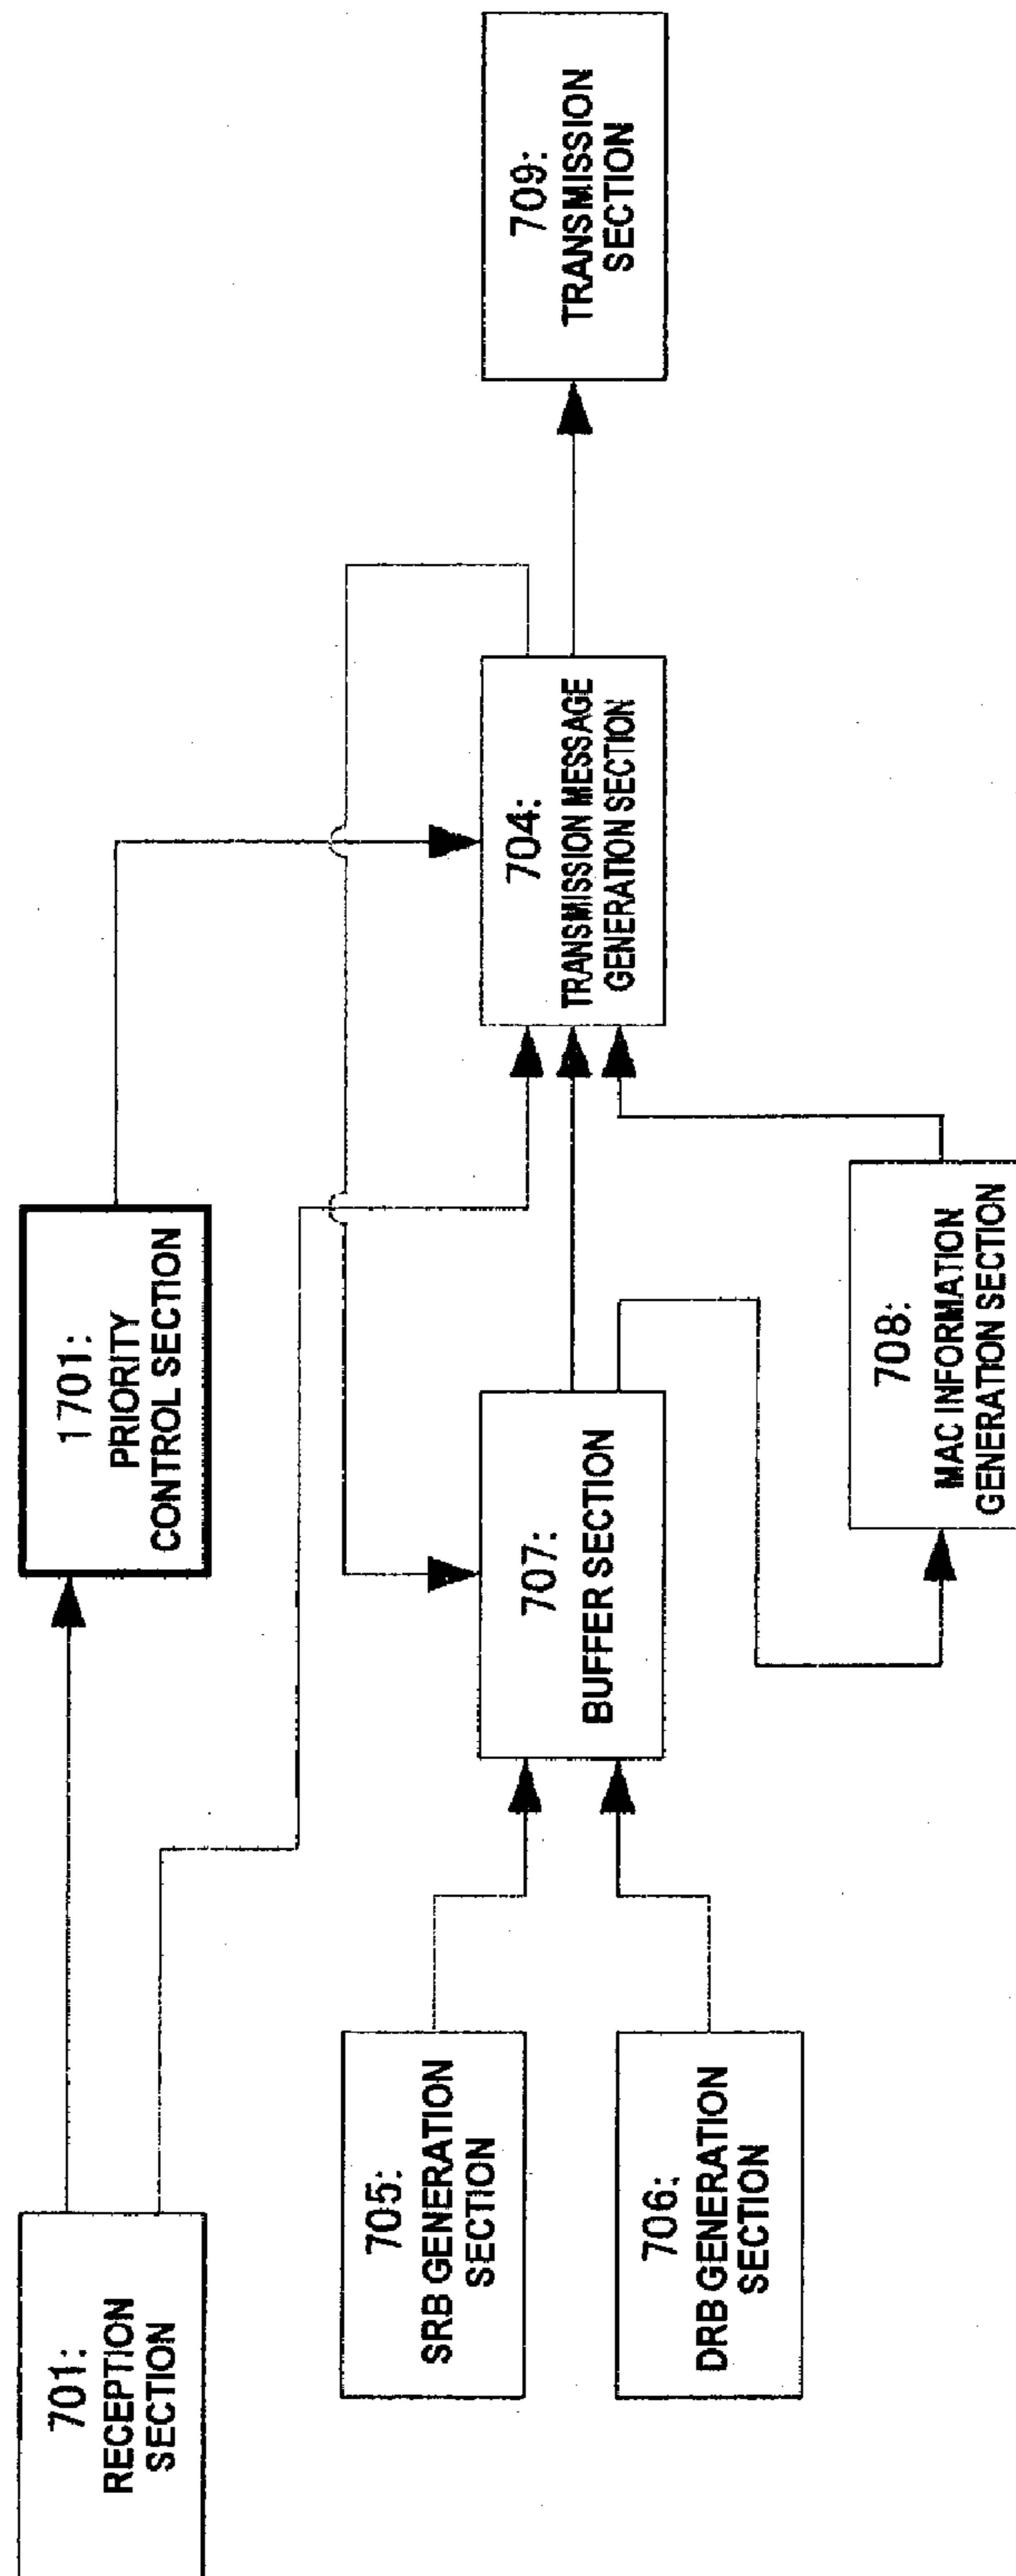 701:
RECEPTION
SECTION
1701:
PRIORITY
CONTROL SECTION
705:
SRB GENERATION
SECTION
706:
DRB GENERATION
SECTION
707:
BUFFER SECTION
708:
MAC INFORMATION
GENERATION SECTION
704:
TRANSMISSION MESSAGE
GENERATION SECTION
709:
TRANSMISSION
SECTION